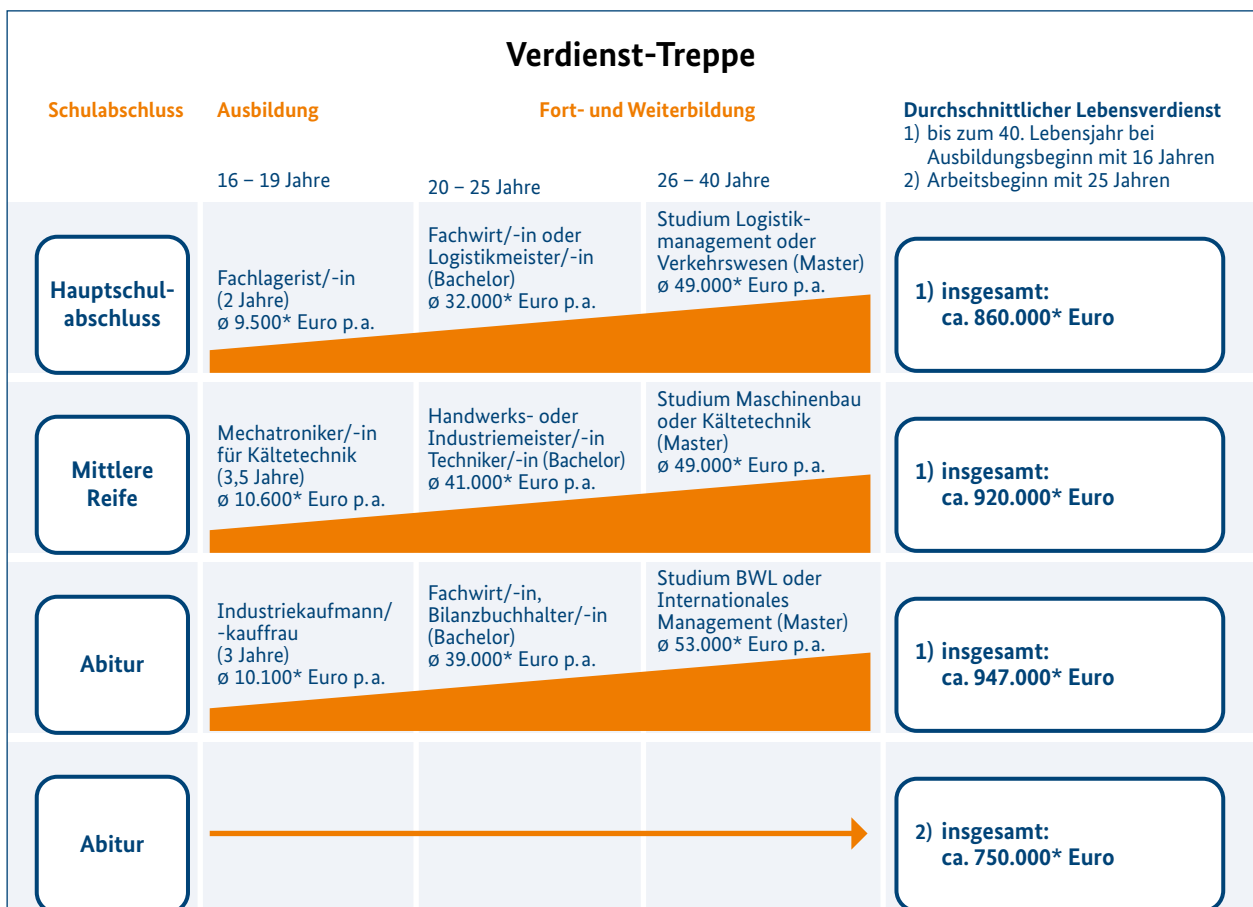 Verdienst-Treppe
Schulabschluss
Ausbildung
Fort- und Weiterbildung
Durchschnittlicher Lebensverdienst
1) bis zum 40. Lebensjahr bei
Ausbildungsbeginn mit 16 Jahren
2) Arbeitsbeginn mit 25 Jahren
16 – 19 Jahre
20 – 25 Jahre
26 – 40 Jahre
Hauptschul-
abschluss
Fachlagerist/-in
(2 Jahre)
ø 9.500* Euro p. a.
Fachwirt/-in oder
Logistikmeister/-in
(Bachelor)
ø 32.000* Euro p. a.
Studium Logistik-
management oder
Verkehrswesen (Master)
ø 49.000* Euro p. a.
1) insgesamt:
ca. 860.000* Euro
Mittlere
Reife
Mechatroniker/-in
für Kältetechnik
(3,5 Jahre)
ø 10.600* Euro p. a.
Handwerks- oder
Industriemeister/-in
Techniker/-in (Bachelor)
ø 41.000* Euro p. a.
Studium Maschinenbau
oder Kältetechnik
(Master)
ø 49.000* Euro p. a.
1) insgesamt:
ca. 920.000* Euro
Abitur
Industriekaufmann/
-kauffrau
(3 Jahre)
ø 10.100* Euro p. a.
Fachwirt/-in,
Bilanzbuchhalter/-in
(Bachelor)
ø 39.000* Euro p. a.
Studium BWL oder
Internationales
Management (Master)
ø 53.000* Euro p. a.
1) insgesamt:
ca. 947.000* Euro
Abitur
2) insgesamt:
ca. 750.000* Euro